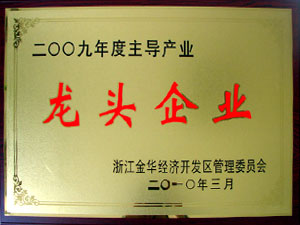 二〇〇九年度主导产业
龙头企业
浙江金华经济开发区管理委员会
二〇一〇年三月